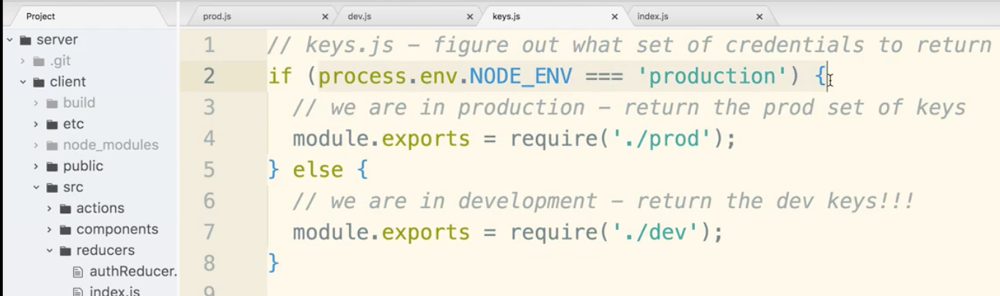 Project
prod.js
dev.js
keys.js
index.js
server
.git
client
build
etc
node_modules
public
src
actions
components
reducers
authReducer.
index.js
1 // keys.js – figure out what set of credentials to return
2 if (process.env.NODE_ENV === 'production') {
3 // we are in production – return the prod set of keys
4 module.exports = require('./prod');
5 } else {
6 // we are in development – return the dev keys!!!
7 module.exports = require('./dev');
8 }
9